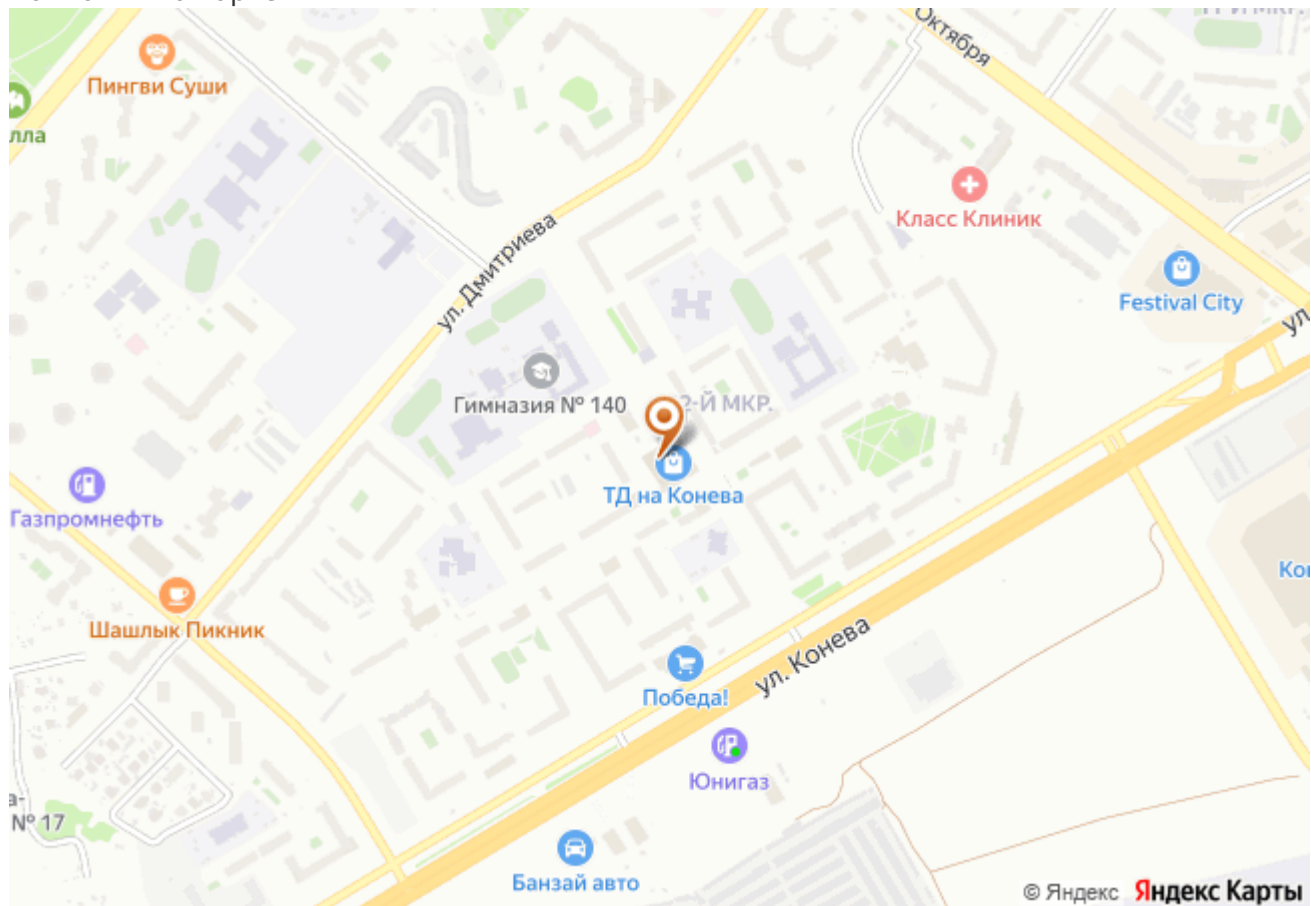 Октября
Пингви Суши
лла
Класс Клиник
ул. Дмитриева
Festival City
ул.
Гимназия № 140
2-Й МКР.
ТД на Конева
Газпромнефть
Шашлык Пикник
ул. Конева
Победа!
Юнигаз
№ 17
Банзай авто
© Яндекс Яндекс Карты